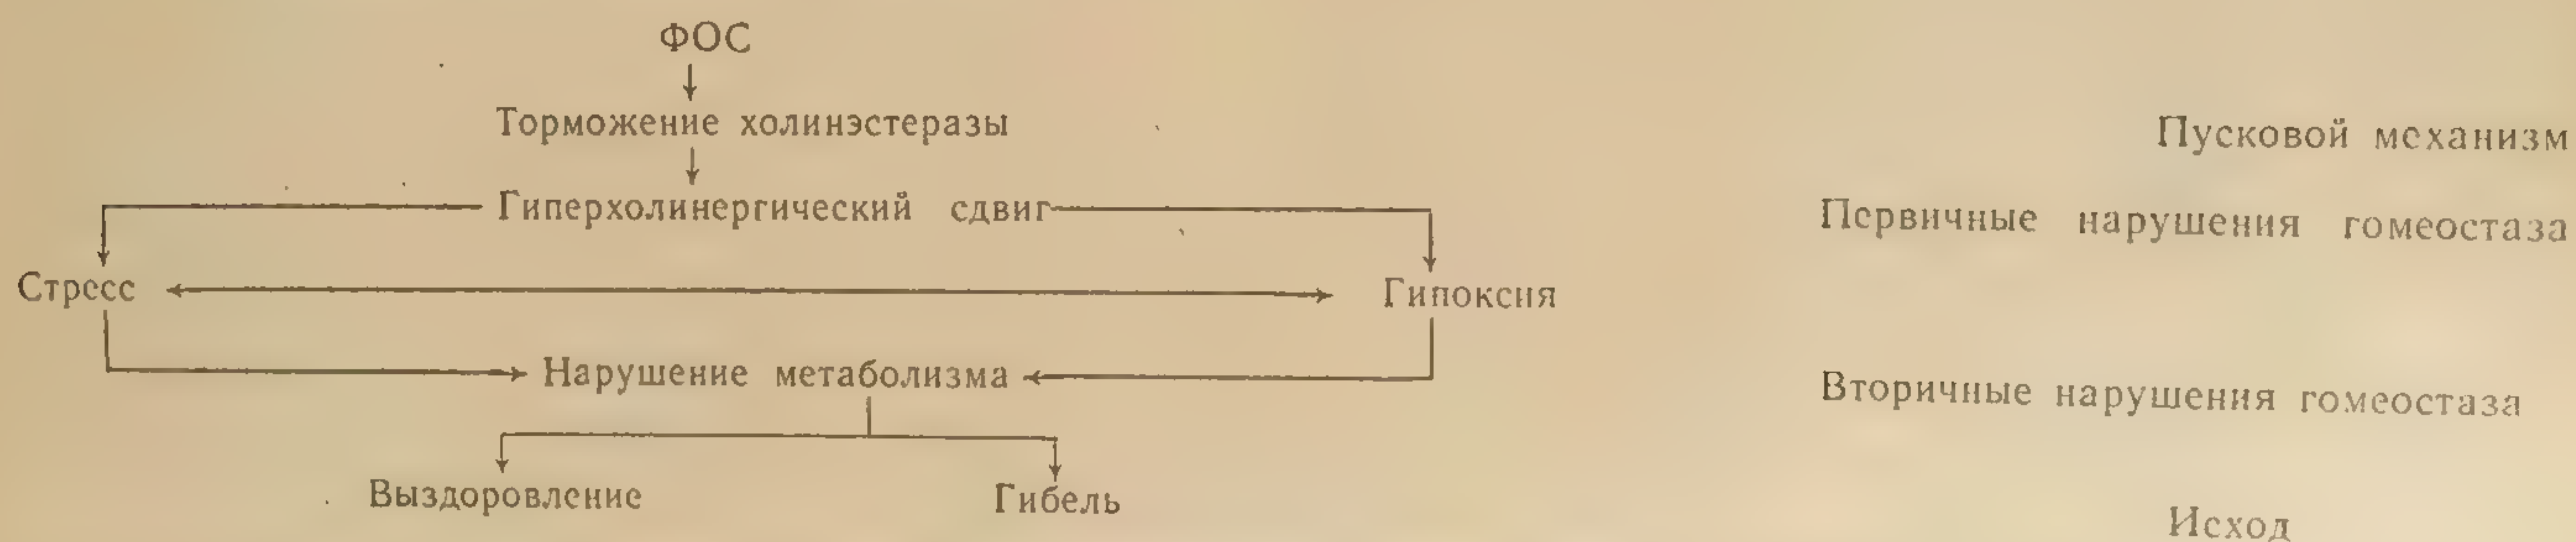 ФОС
Торможение холинэстеразы
Пусковой механизм
Гиперхолинергический сдвиг
Первичные нарушения гомеостаза
Стресс
Гипоксия
Нарушение метаболизма
Вторичные нарушения гомеостаза
Выздоровление
Гибель
Исход